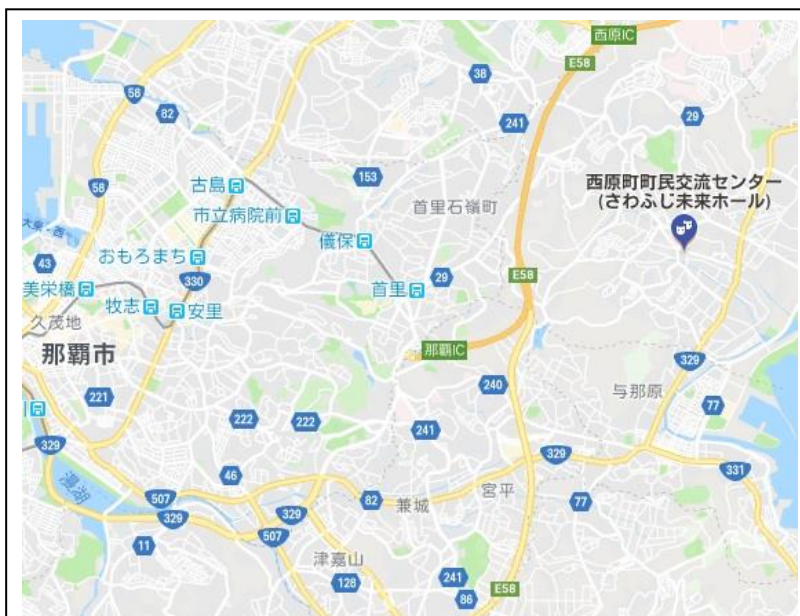 西原IC
58
E58
38
82
241
29
153
古島
市立病院前
首里石嶺町
西原町町民交流センター
(さわふじ未来ホール)
58
儀保
おもろまち
43
330
29
E58
美栄橋
首里
牧志
安里
久茂地
那覇市
那覇IC
329
240
与那原
221
77
222
222
241
329
329
331
46
漫湖
507
82
兼城
宮平
77
329
329
507
11
津嘉山
128
241
86
E58